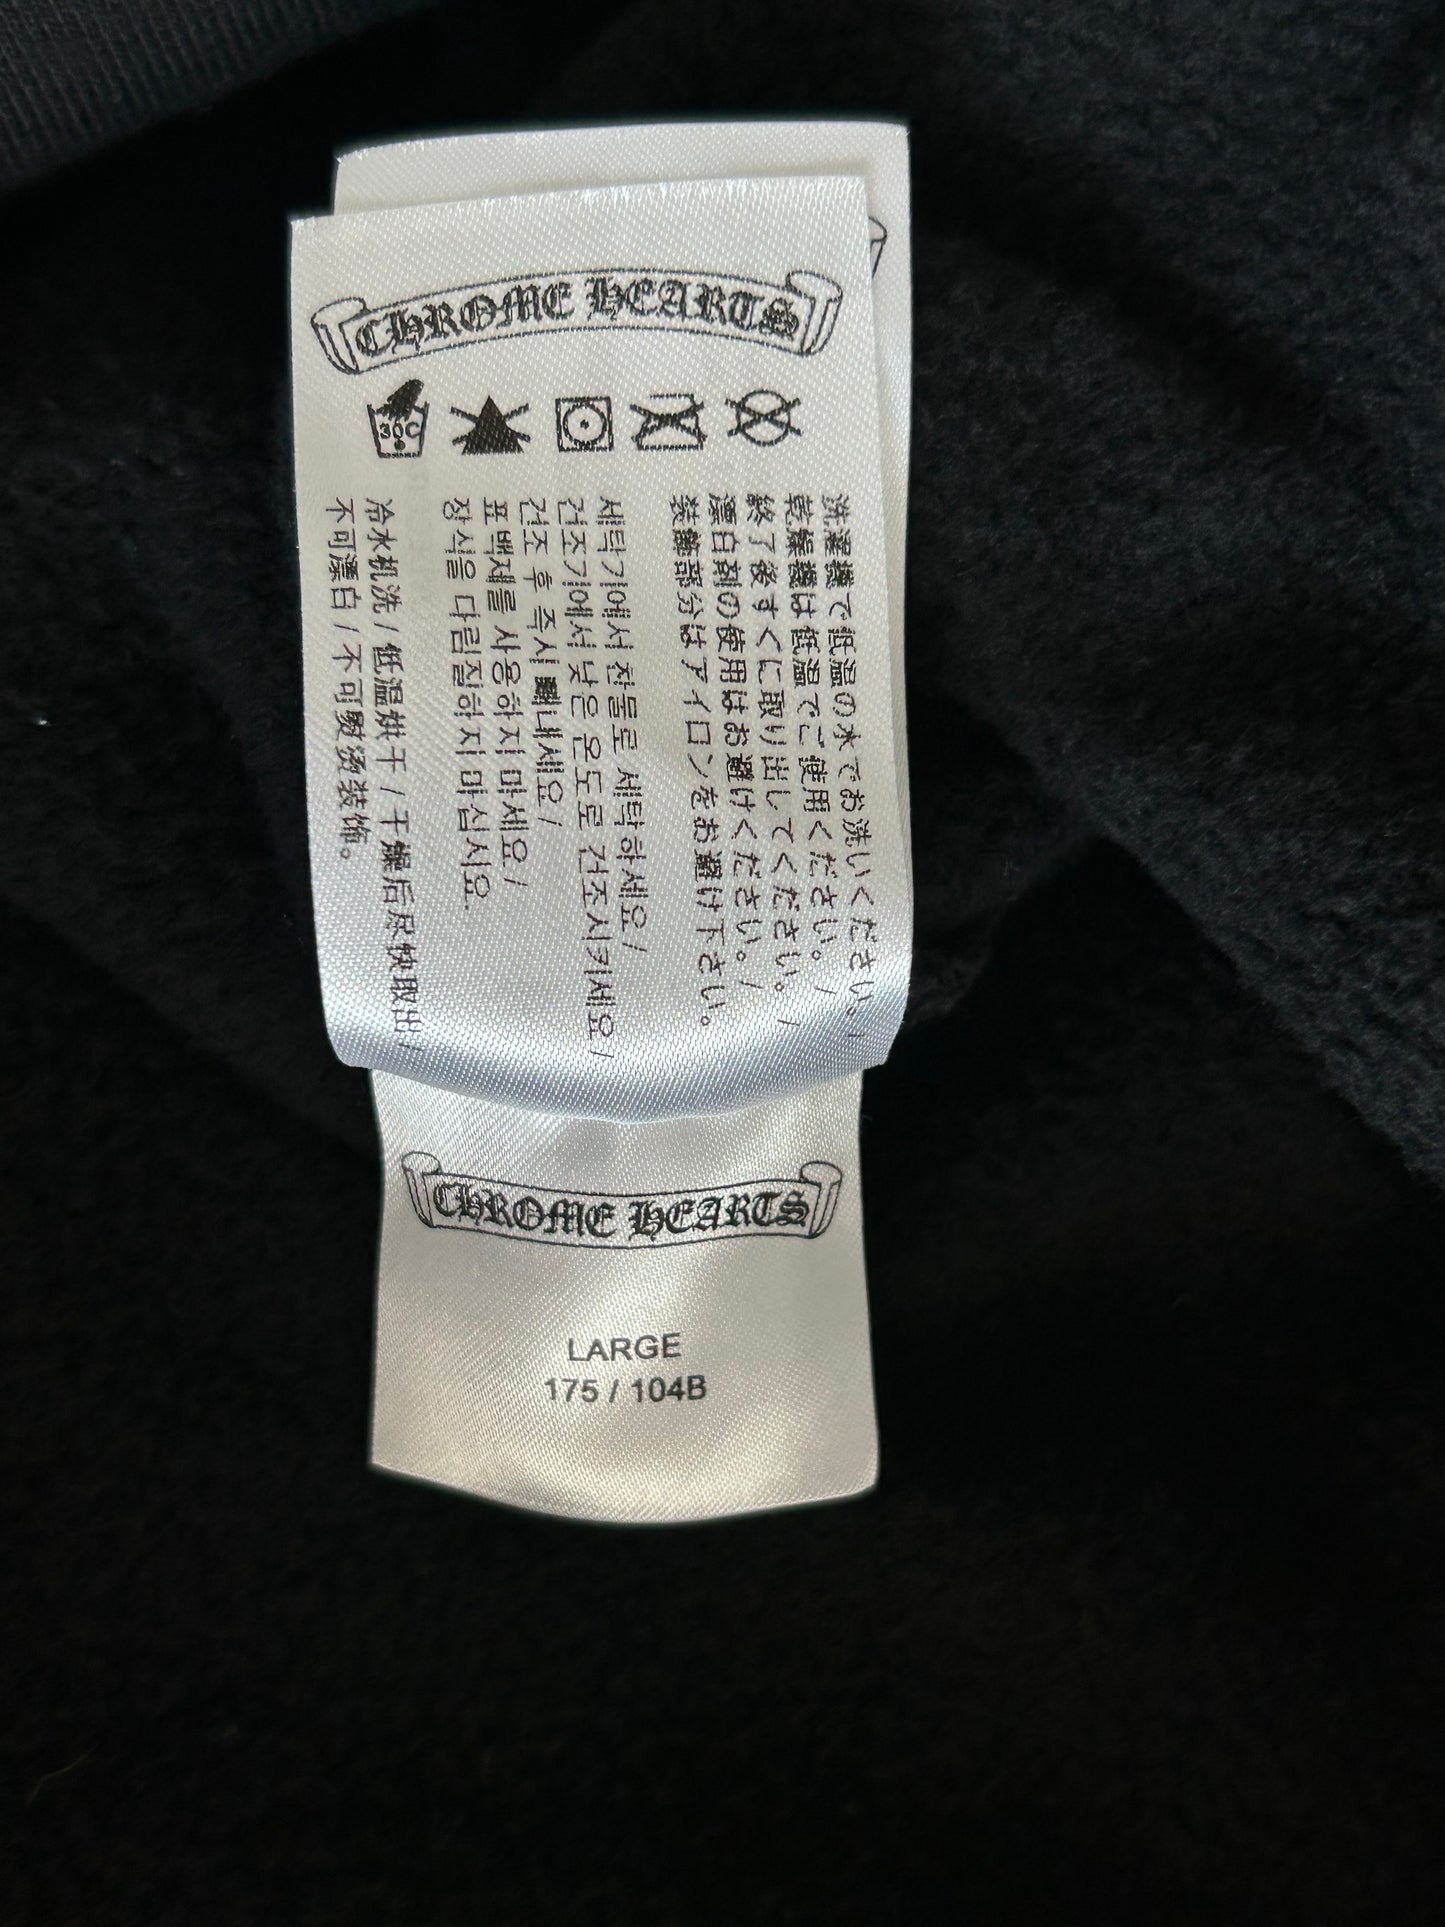 CHROME HEARTS
30C
洗濯機で低温の水でお洗いください。/
乾燥機は低温でご使用ください。/
終了後すぐに取り出してください。/
漂白剤の使用はお避けください。/
装飾部分はアイロンをお避け下さい。
세탁기에서 찬물로 세탁하세요 /
건조기에서 낮은 온도로 건조시키세요 /
건조 후 즉시 빼내세요 /
표백제를 사용하지 마세요 /
장식을 다림질하지 마십시요.
冷水机洗 / 低温烘干 / 干燥后尽快取出 /
不可漂白 / 不可熨烫装饰。
CHROME HEARTS
LARGE
175 / 104B